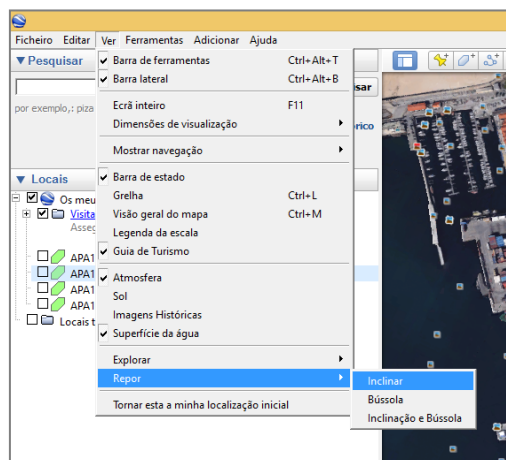 Ficheiro Editar Ver Ferramentas Adicionar Ajuda
Pesquisar
isar
por exemplo,: piza
órico
Barra de ferramentas Ctrl+Alt+T
Barra lateral Ctrl+Alt+B
Ecrã inteiro F11
Dimensões de visualização
Mostrar navegação
Barra de estado
Grelha Ctrl+L
Visão geral do mapa Ctrl+M
Legenda da escala
Guia de Turismo
Atmosfera
Sol
Imagens Históricas
Superfície da água
Explorar
Repor
Tornar esta a minha localização inicial
Locais
Os meu
Visita
Asseg
APA1
APA1
APA1
APA1
Locais t
Inclinar
Bússola
Inclinação e Bússola